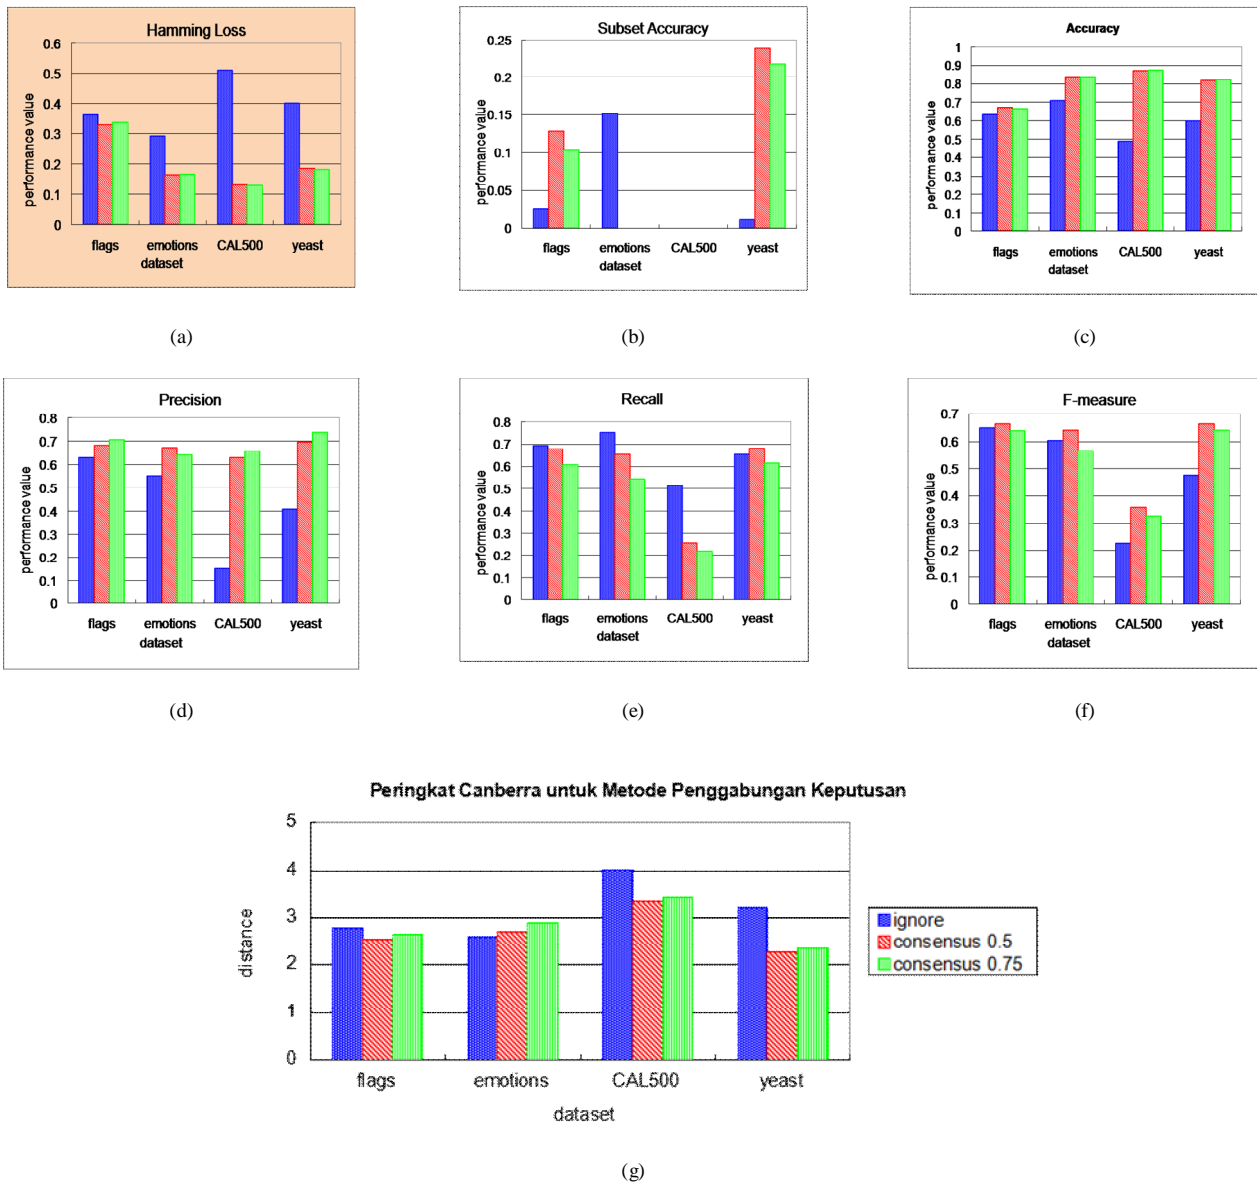 Hamming Loss
0.6
0.5
0.4
0.3
0.2
0.1
0
performance value
flags emotions CAL500 yeast
dataset
(a)
Subset Accuracy
0.25
0.2
0.15
0.1
0.05
0
performance value
flags emotions CAL500 yeast
dataset
(b)
Accuracy
1
0.9
0.8
0.7
0.6
0.5
0.4
0.3
0.2
0.1
0
performance value
flags emotions CAL500 yeast
dataset
(c)
Precision
0.8
0.7
0.6
0.5
0.4
0.3
0.2
0.1
0
performance value
flags emotions CAL500 yeast
dataset
(d)
Recall
0.8
0.7
0.6
0.5
0.4
0.3
0.2
0.1
0
performance value
flags emotions CAL500 yeast
dataset
(e)
F-measure
0.7
0.6
0.5
0.4
0.3
0.2
0.1
0
performance value
flags emotions CAL500 yeast
dataset
(f)
Peringkat Canberra untuk Metode Penggabungan Keputusan
5
4
3
2
1
0
distance
flags emotions CAL500 yeast
dataset
ignore
consensus 0.5
consensus 0.75
(g)